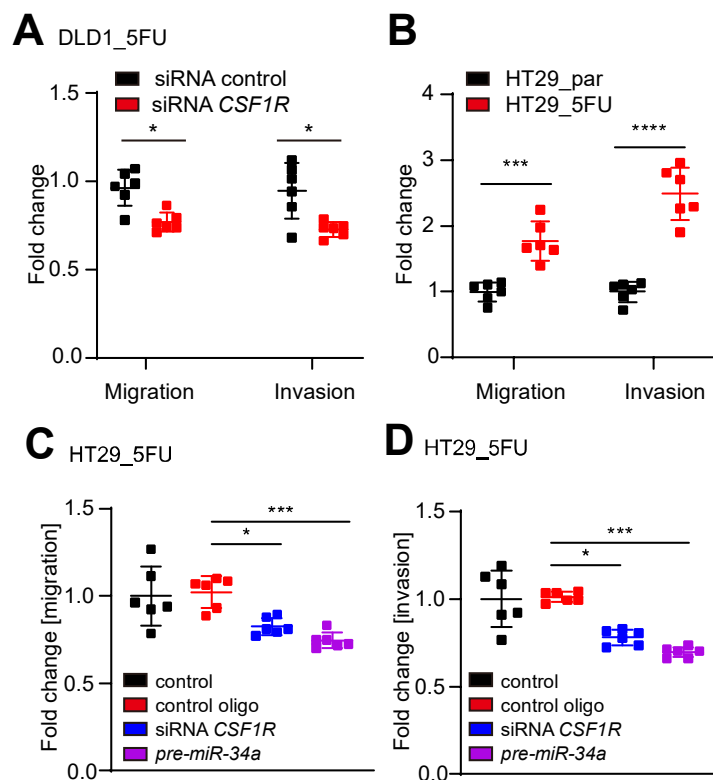 A DLD1_5FU
siRNA control
siRNA CSF1R
* *
Fold change
1.5
1.0
0.5
0.0
Migration Invasion
B
HT29_par
HT29_5FU
*** ****
Fold change
4
3
2
1
0
Migration Invasion
C HT29_5FU
***
*
Fold change [migration]
1.5
1.0
0.5
0.0
control
control oligo
siRNA CSF1R
pre-miR-34a
D HT29_5FU
***
*
Fold change [invasion]
1.5
1.0
0.5
0.0
control
control oligo
siRNA CSF1R
pre-miR-34a